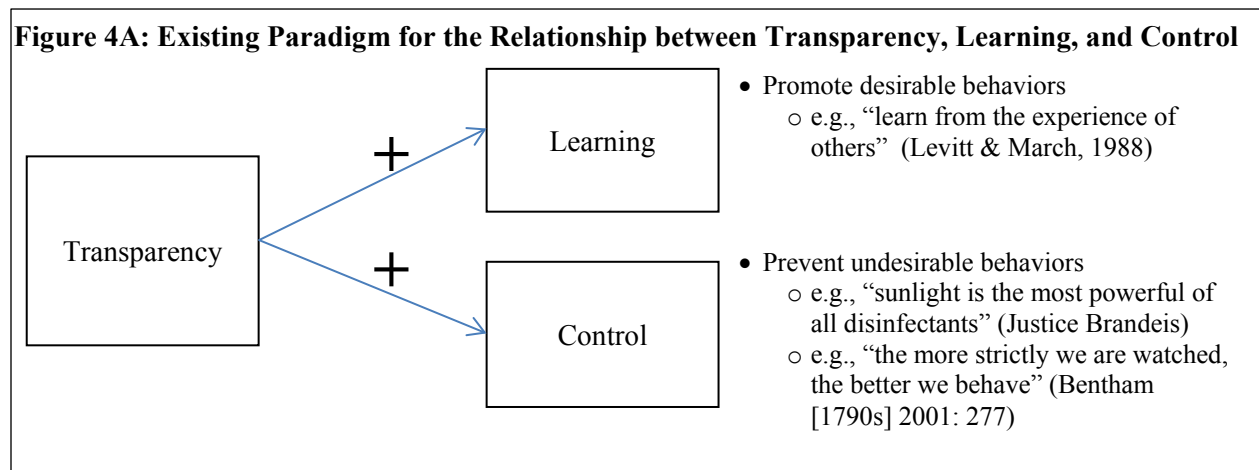 Figure 4A: Existing Paradigm for the Relationship between Transparency, Learning, and Control
Transparency
+
Learning
• Promote desirable behaviors
o e.g., “learn from the experience of
others”  (Levitt & March, 1988)
+
Control
• Prevent undesirable behaviors
o e.g., “sunlight is the most powerful of
all disinfectants” (Justice Brandeis)
o e.g., “the more strictly we are watched,
the better we behave” (Bentham
[1790s] 2001: 277)